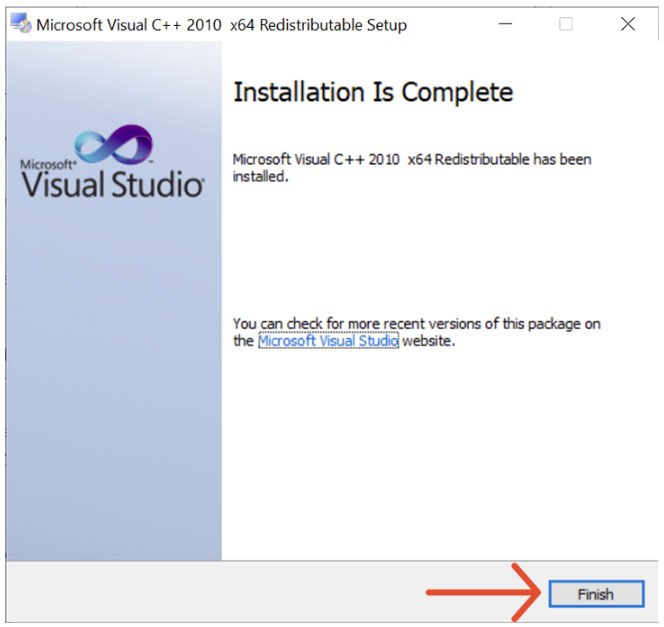 Microsoft Visual C++ 2010  x64 Redistributable Setup
Installation Is Complete
Microsoft®
Visual Studio®
Microsoft Visual C++ 2010  x64 Redistributable has been
installed.
You can check for more recent versions of this package on
the Microsoft Visual Studio website.
Finish